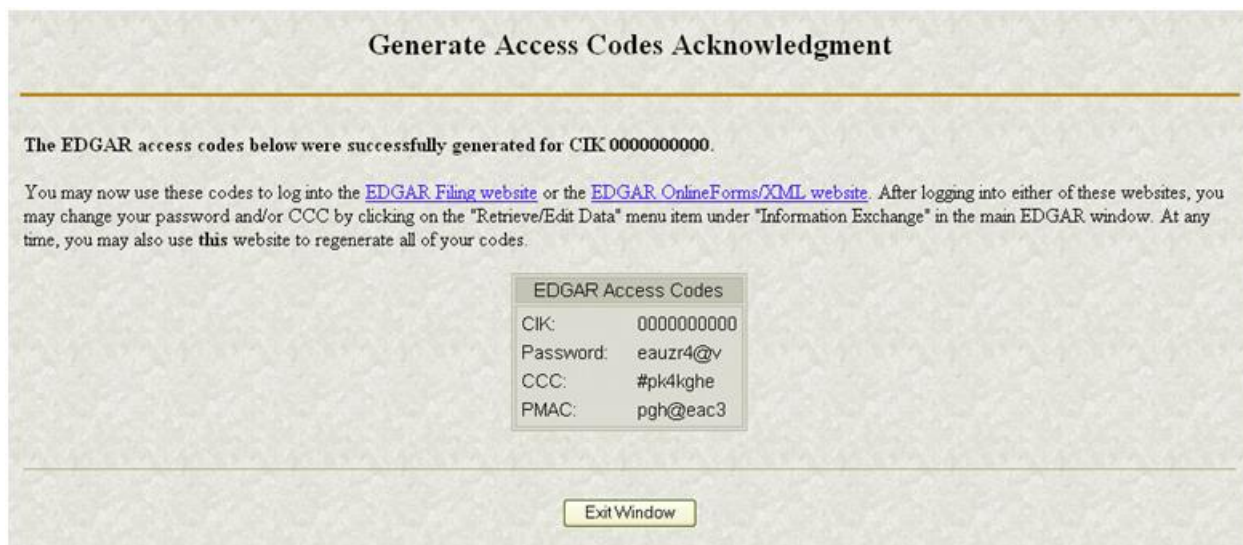 Generate Access Codes Acknowledgment
The EDGAR access codes below were successfully generated for CIK 0000000000.
You may now use these codes to log into the EDGAR Filing website or the EDGAR OnlineForms/XML website. After logging into either of these websites, you
may change your password and/or CCC by clicking on the "Retrieve/Edit Data" menu item under "Information Exchange" in the main EDGAR window. At any
time, you may also use this website to regenerate all of your codes.
EDGAR Access Codes
CIK: 0000000000
Password: eauzr4@v
CCC: #pk4kghe
PMAC: pgh@eac3
Exit Window